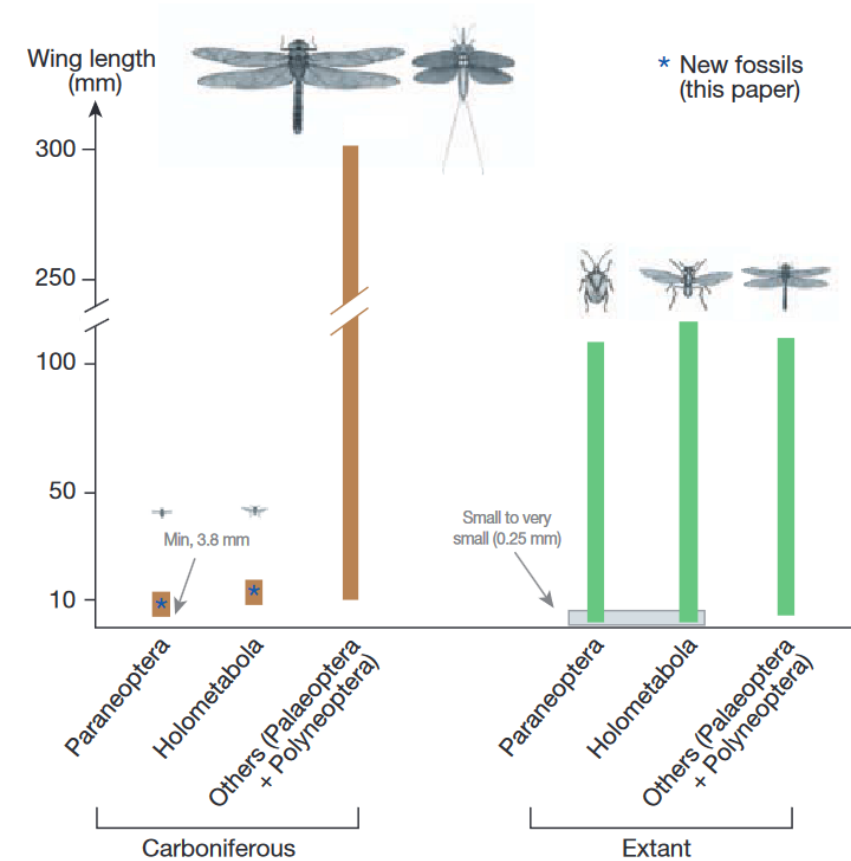 Wing length
(mm)
* New fossils
(this paper)
300
250
100
50
10
Min, 3.8 mm
Small to very
small (0.25 mm)
*
*
Paraneoptera
Holometabola
Others (Palaeoptera
+ Polyneoptera)
Paraneoptera
Holometabola
Others (Palaeoptera
+ Polyneoptera)
Carboniferous
Extant